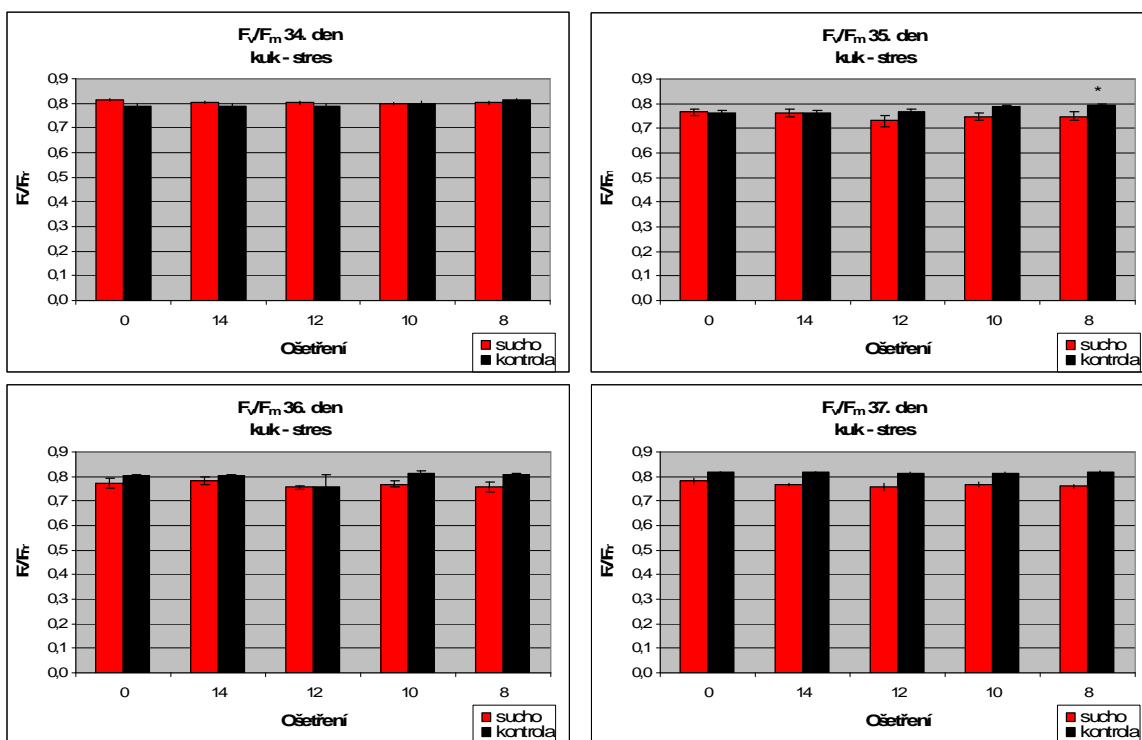 Fv/Fm 34. den
kuk - stres
Fv/Fm
0,9
0,8
0,7
0,6
0,5
0,4
0,3
0,2
0,1
0,0
0 14 12 10 8
Ošetření
sucho
kontrola
Fv/Fm 35. den
kuk - stres
Fv/Fm
0,9
0,8
0,7
0,6
0,5
0,4
0,3
0,2
0,1
0,0
*
0 14 12 10 8
Ošetření
sucho
kontrola
Fv/Fm 36. den
kuk - stres
Fv/Fm
0,9
0,8
0,7
0,6
0,5
0,4
0,3
0,2
0,1
0,0
0 14 12 10 8
Ošetření
sucho
kontrola
Fv/Fm 37. den
kuk - stres
Fv/Fm
0,9
0,8
0,7
0,6
0,5
0,4
0,3
0,2
0,1
0,0
0 14 12 10 8
Ošetření
sucho
kontrola